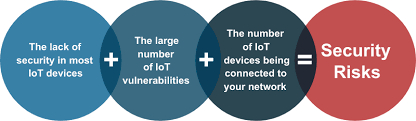 The lack of
security in most
IoT devices
+
The large
number
of IoT
vulnerabilities
+
The number
of IoT
devices being
connected to
your network
=
Security
Risks